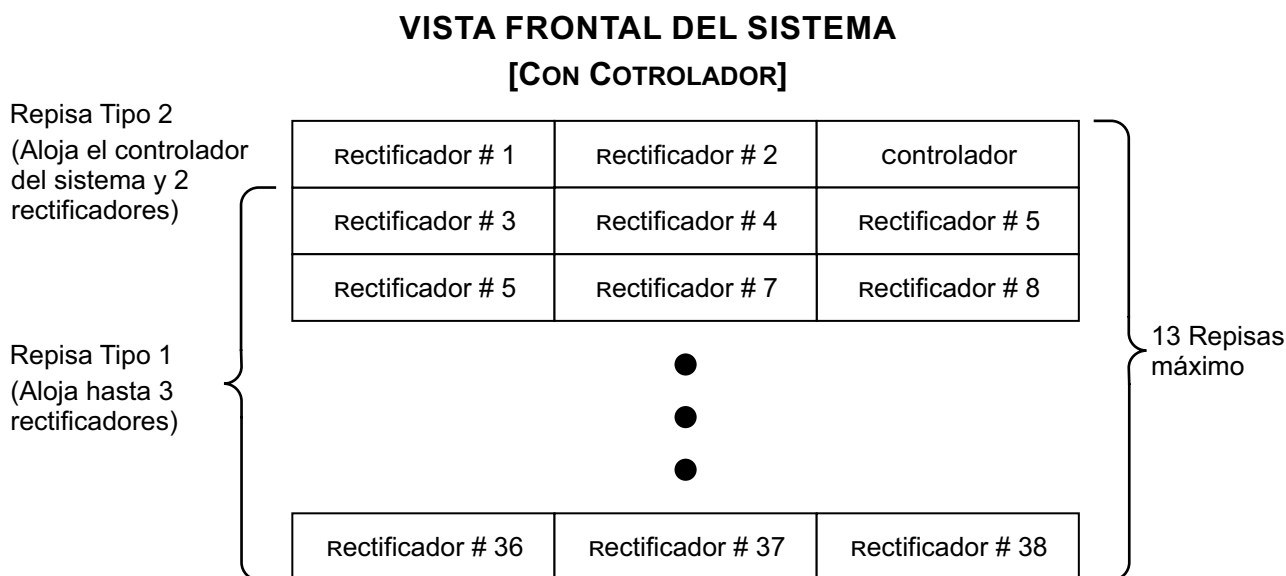 VISTA FRONTAL DEL SISTEMA
[CON COTROLADOR]
Repisa Tipo 2
(Aloja el controlador
del sistema y 2
rectificadores)
Rectificador # 1
Rectificador # 2
Controlador
Rectificador # 3
Rectificador # 4
Rectificador # 5
Rectificador # 5
Rectificador # 7
Rectificador # 8
Repisa Tipo 1
(Aloja hasta 3
rectificadores)
13 Repisas
máximo
Rectificador # 36
Rectificador # 37
Rectificador # 38